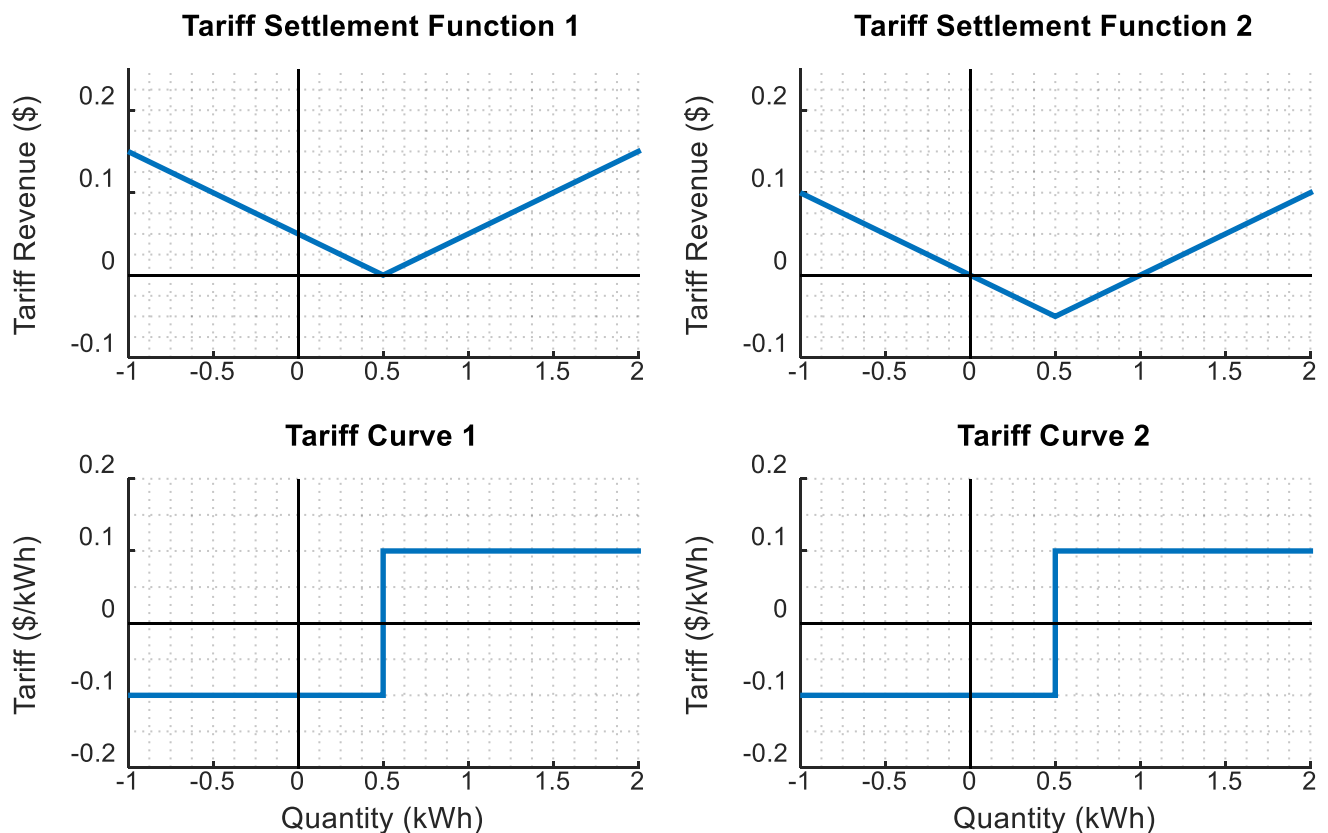 Tariff Settlement Function 1
Tariff Revenue ($)
0.2
0.1
0
-0.1
-1 -0.5 0 0.5 1 1.5 2
Tariff Settlement Function 2
Tariff Revenue ($)
0.2
0.1
0
-0.1
-1 -0.5 0 0.5 1 1.5 2
Tariff Curve 1
Tariff ($/kWh)
0.2
0.1
0
-0.1
-0.2
-1 -0.5 0 0.5 1 1.5 2
Quantity (kWh)
Tariff Curve 2
Tariff ($/kWh)
0.2
0.1
0
-0.1
-0.2
-1 -0.5 0 0.5 1 1.5 2
Quantity (kWh)